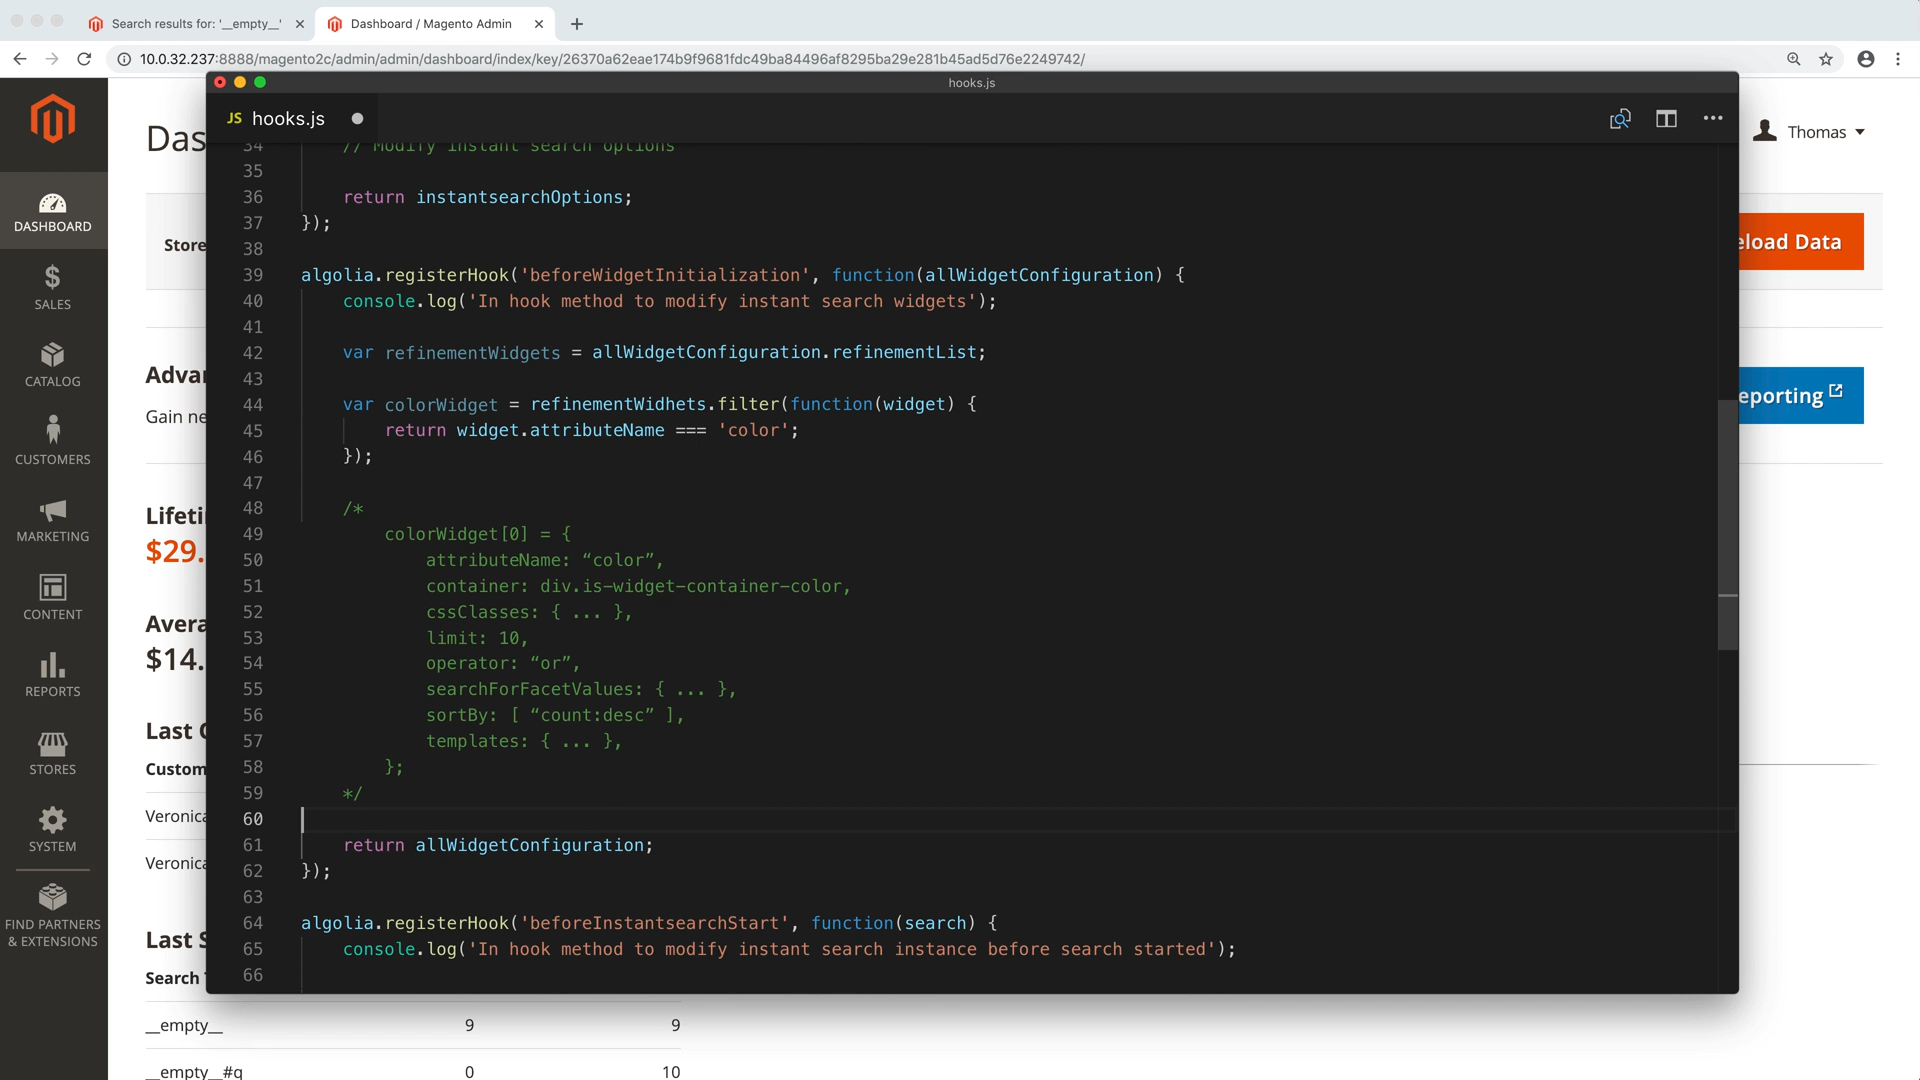 Search results for: '__empty__'
Dashboard / Magento Admin
10.0.32.237:8888/magento2c/admin/admin/dashboard/index/key/26370a62eae174b9f9681fdc49ba84496af8295ba29e281b45ad5d76e2249742/
hooks.js
JS hooks.js
34 // Modify instant search options
35
36 return instantsearchOptions;
37 });
38
39 algolia.registerHook('beforeWidgetInitialization', function(allWidgetConfiguration) {
40 console.log('In hook method to modify instant search widgets');
41
42 var refinementWidgets = allWidgetConfiguration.refinementList;
43
44 var colorWidget = refinementWidhets.filter(function(widget) {
45 return widget.attributeName === 'color';
46 });
47
48 /*
49 colorWidget[0] = {
50 attributeName: “color”,
51 container: div.is-widget-container-color,
52 cssClasses: { ... },
53 limit: 10,
54 operator: “or”,
55 searchForFacetValues: { ... },
56 sortBy: [ “count:desc” ],
57 templates: { ... },
58 };
59 */
60
61 return allWidgetConfiguration;
62 });
63
64 algolia.registerHook('beforeInstantsearchStart', function(search) {
65 console.log('In hook method to modify instant search instance before search started');
66
DASHBOARD
SALES
CATALOG
CUSTOMERS
MARKETING
CONTENT
REPORTS
STORES
SYSTEM
FIND PARTNERS
& EXTENSIONS
Das
Thomas
Store
eload Data
Advar
Gain ne
eporting
Lifeti
$29.
Avera
$14.
Last
Custom
Veronica
Veronica
Last S
Search
__empty__ 9 9
__empty__#q 0 10